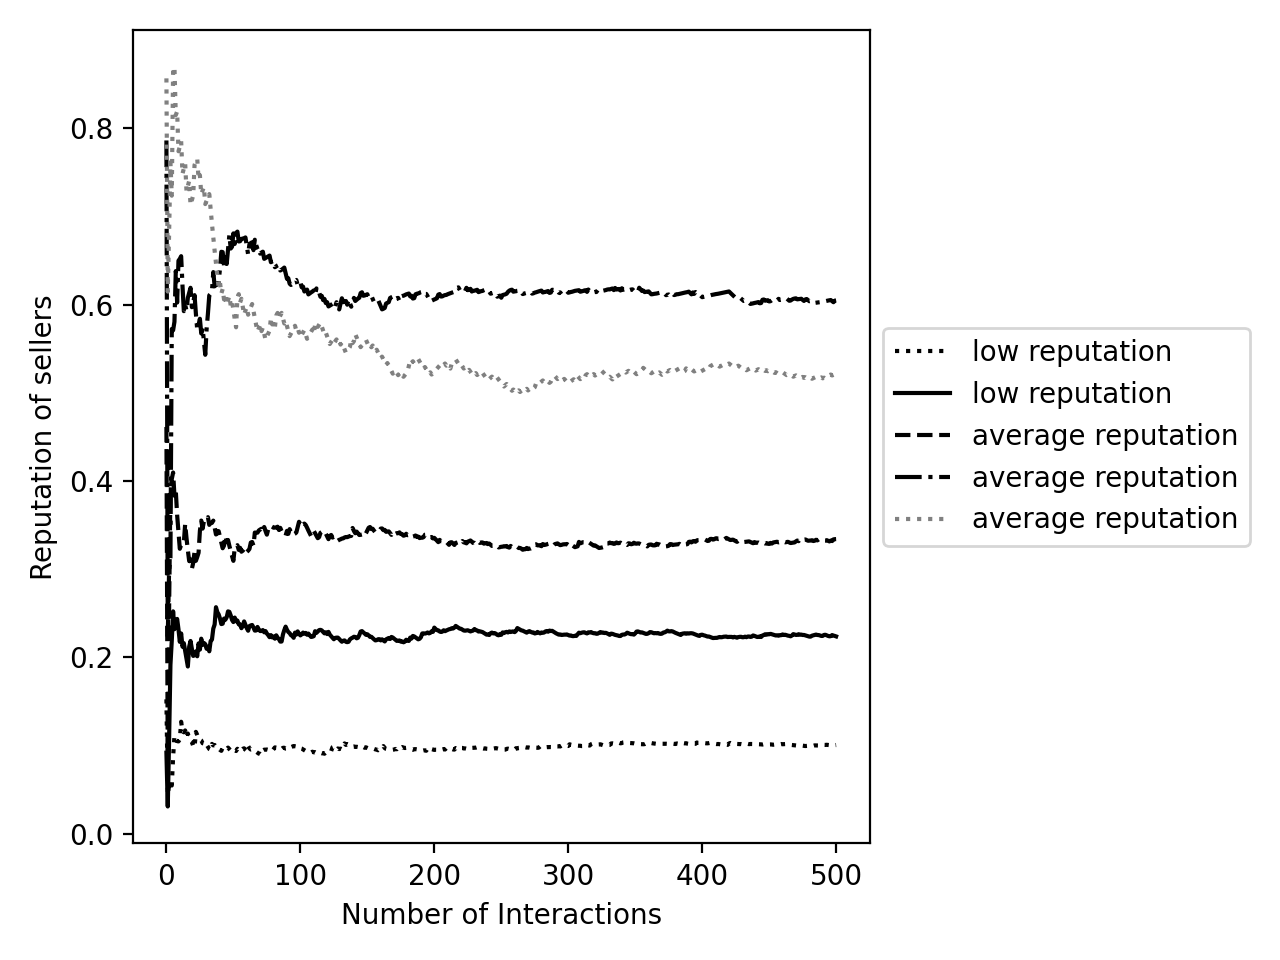 Reputation of sellers
0.8
0.6
0.4
0.2
0.0
0 100 200 300 400 500
Number of Interactions
low reputation
low reputation
average reputation
average reputation
average reputation